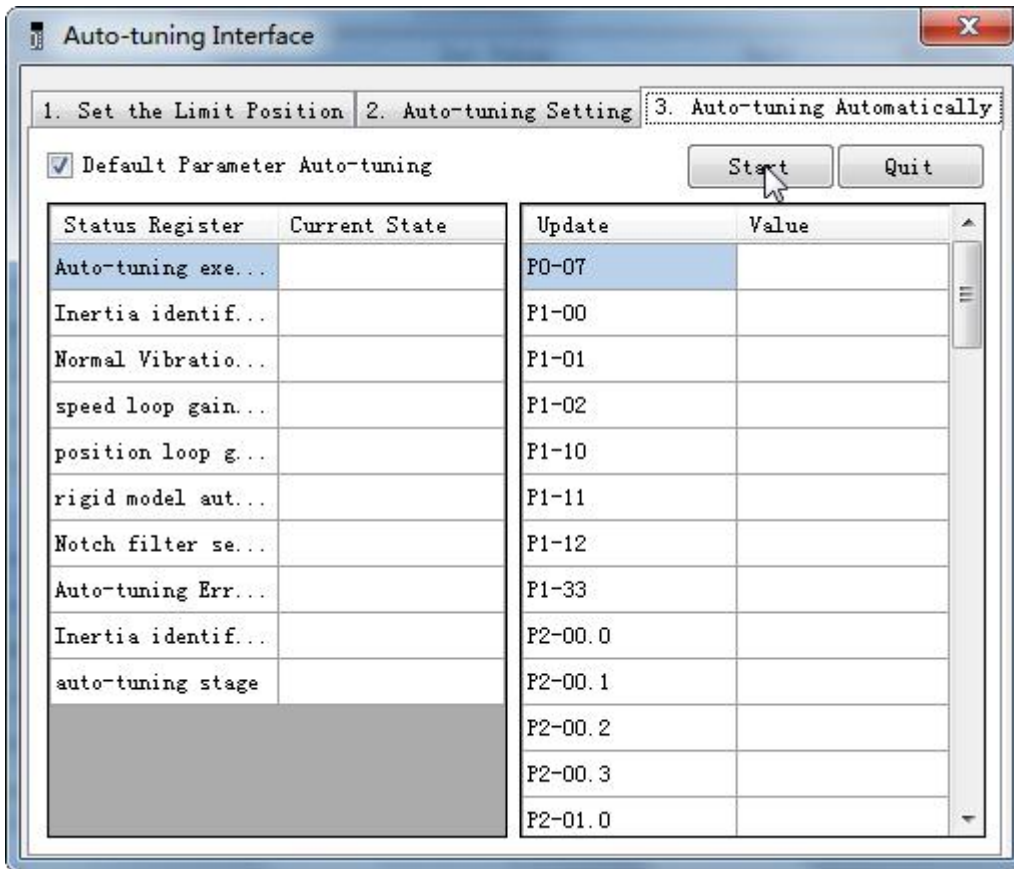 Auto-tuning Interface
1. Set the Limit Position 2. Auto-tuning Setting 3. Auto-tuning Automatically
Default Parameter Auto-tuning Start Quit
Status Register Current State
Auto-tuning exe...
Inertia identif...
Normal Vibratio...
speed loop gain...
position loop g...
rigid model aut...
Notch filter se...
Auto-tuning Err...
Inertia identif...
auto-tuning stage
Update Value
P0-07
P1-00
P1-01
P1-02
P1-10
P1-11
P1-12
P1-33
P2-00.0
P2-00.1
P2-00.2
P2-00.3
P2-01.0